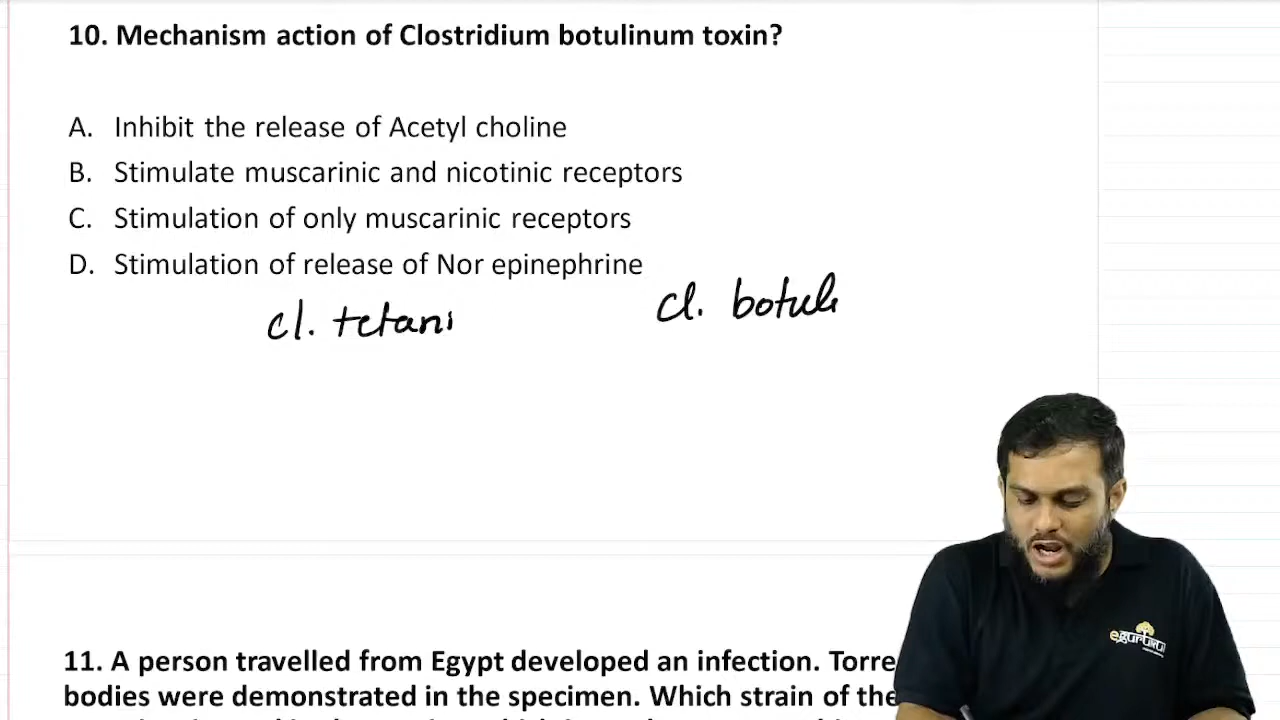 10. Mechanism action of Clostridium botulinum toxin?
A. Inhibit the release of Acetyl choline
B. Stimulate muscarinic and nicotinic receptors
C. Stimulation of only muscarinic receptors
D. Stimulation of release of Nor epinephrine
cl. tetani
cl. botuli
11. A person travelled from Egypt developed an infection. Torre
bodies were demonstrated in the specimen. Which strain of the
egurukul